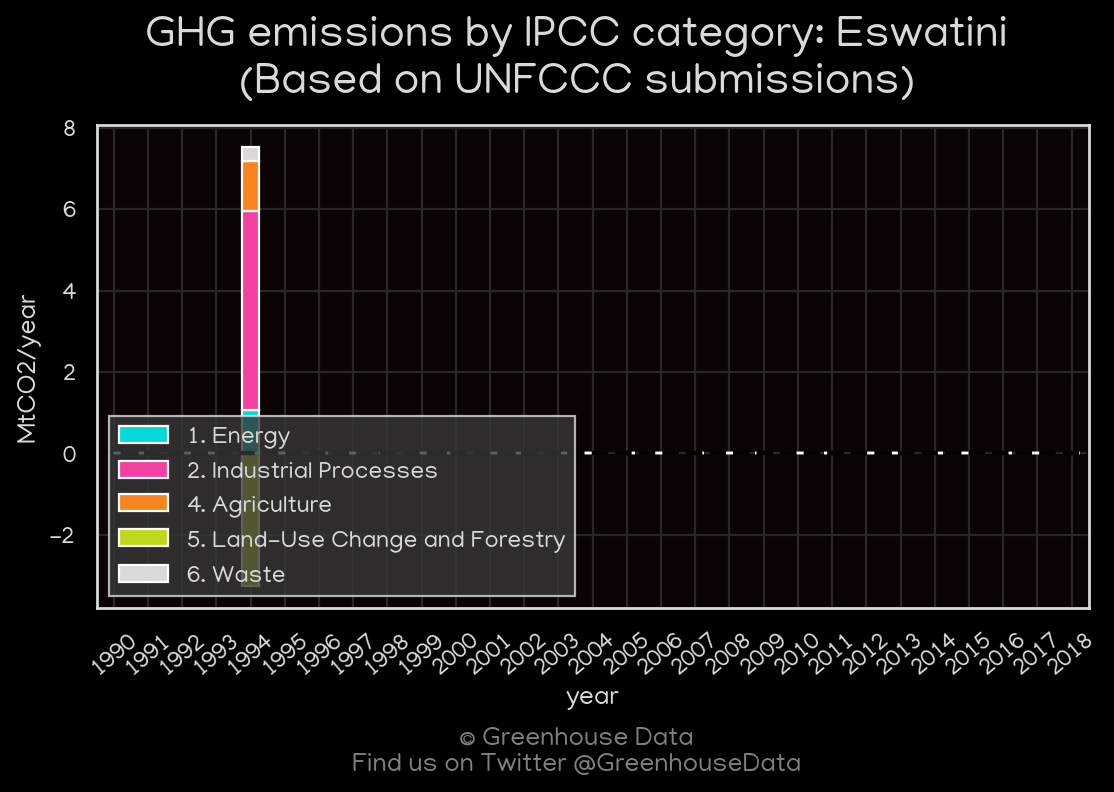 GHG emissions by IPCC category: Eswatini
(Based on UNFCCC submissions)
8
6
4
2
0
−2
MtCO2/year
1. Energy
2. Industrial Processes
4. Agriculture
5. Land-Use Change and Forestry
6. Waste
1990 1991 1992 1993 1994 1995 1996 1997 1998 1999 2000 2001 2002 2003 2004 2005 2006 2007 2008 2009 2010 2011 2012 2013 2014 2015 2016 2017 2018
year
© Greenhouse Data
Find us on Twitter @GreenhouseData